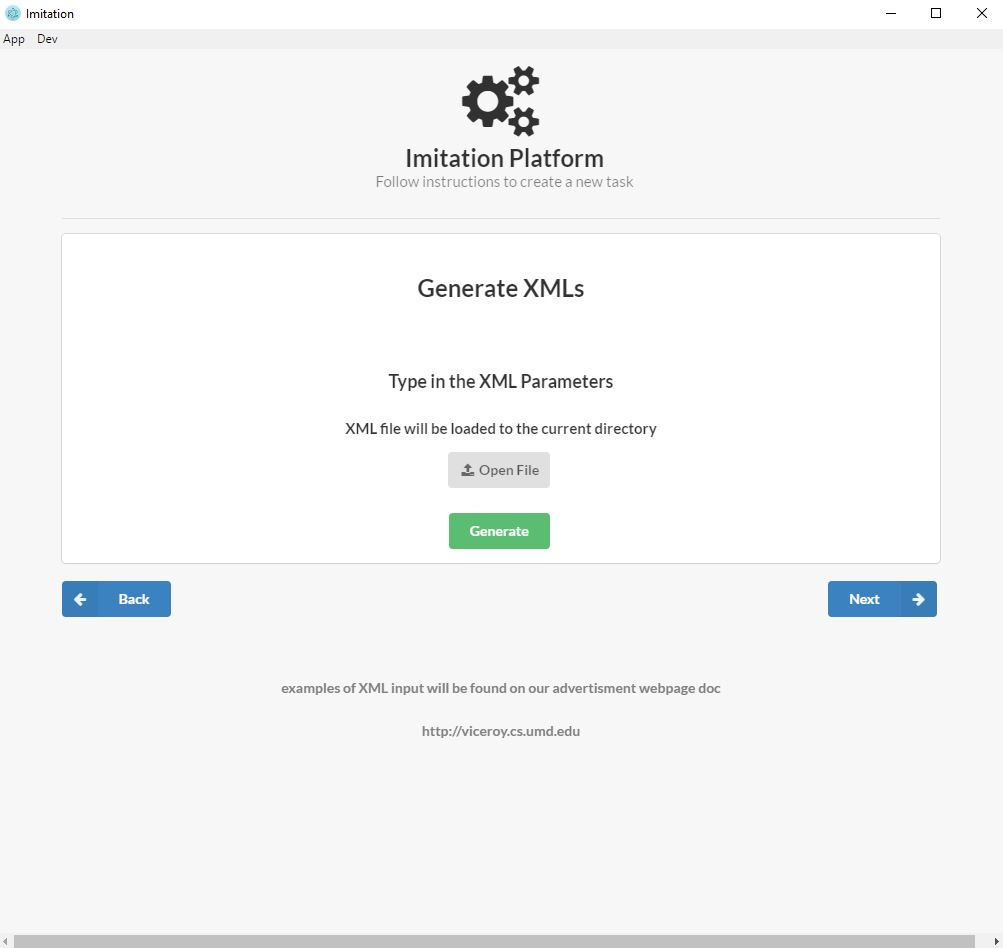 Imitation
App Dev
Imitation Platform
Follow instructions to create a new task
Generate XMLs
Type in the XML Parameters
XML file will be loaded to the current directory
Open File
Generate
Back
Next
examples of XML input will be found on our advertisment webpage doc
http://viceroy.cs.umd.edu